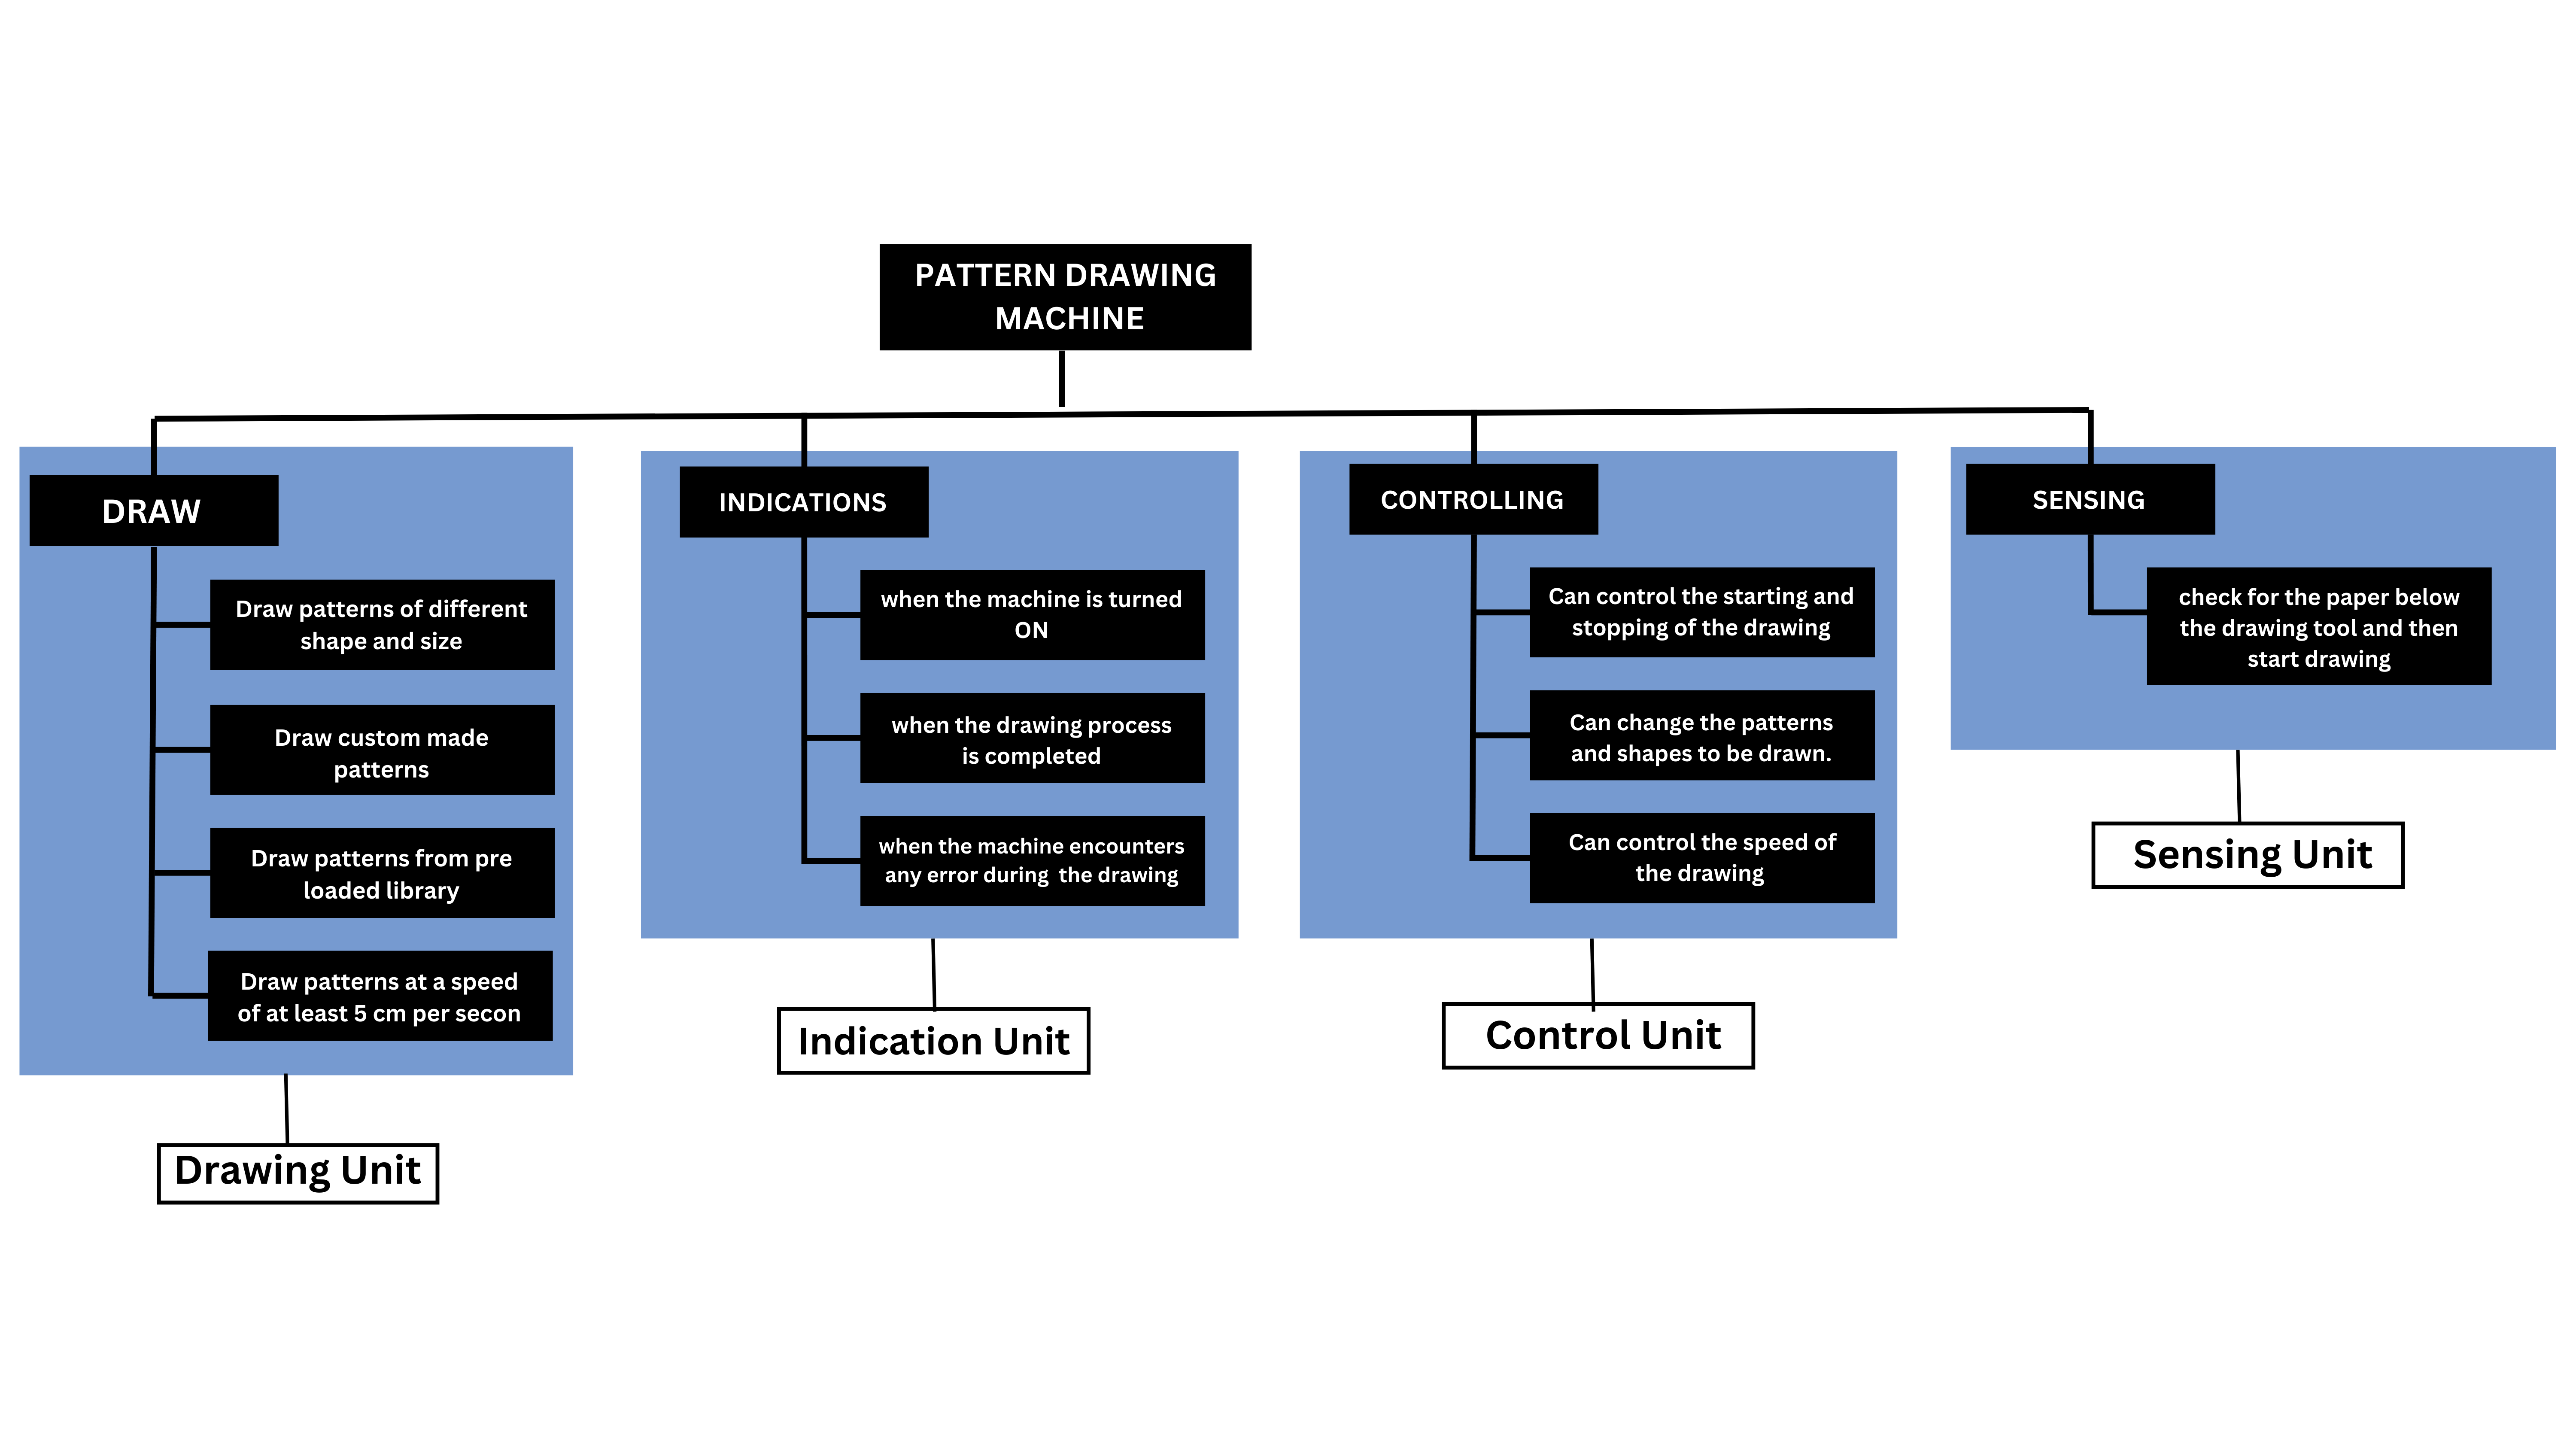 PATTERN DRAWING
MACHINE
DRAW
Draw patterns of different
shape and size
Draw custom made
patterns
Draw patterns from pre
loaded library
Draw patterns at a speed
of at least 5 cm per secon
Drawing Unit
INDICATIONS
when the machine is turned
ON
when the drawing process
is completed
when the machine encounters
any error during  the drawing
Indication Unit
CONTROLLING
Can control the starting and
stopping of the drawing
Can change the patterns
and shapes to be drawn.
Can control the speed of
the drawing
Control Unit
SENSING
check for the paper below
the drawing tool and then
start drawing
Sensing Unit